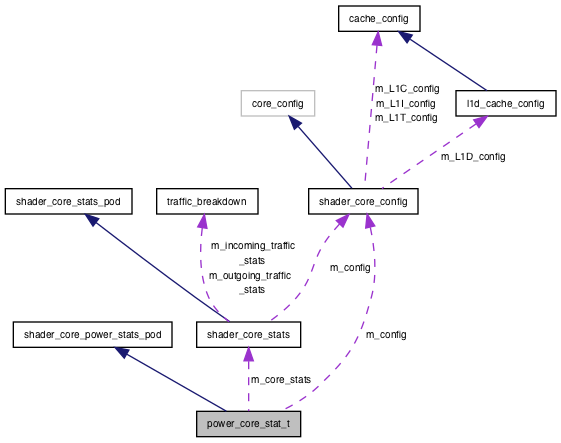 cache_config
m_L1C_config
m_L1I_config
m_L1T_config
core_config
l1d_cache_config
m_L1D_config
shader_core_stats_pod
traffic_breakdown
shader_core_config
m_incoming_traffic
_stats
m_outgoing_traffic
_stats
m_config
shader_core_power_stats_pod
shader_core_stats
m_config
m_core_stats
power_core_stat_t